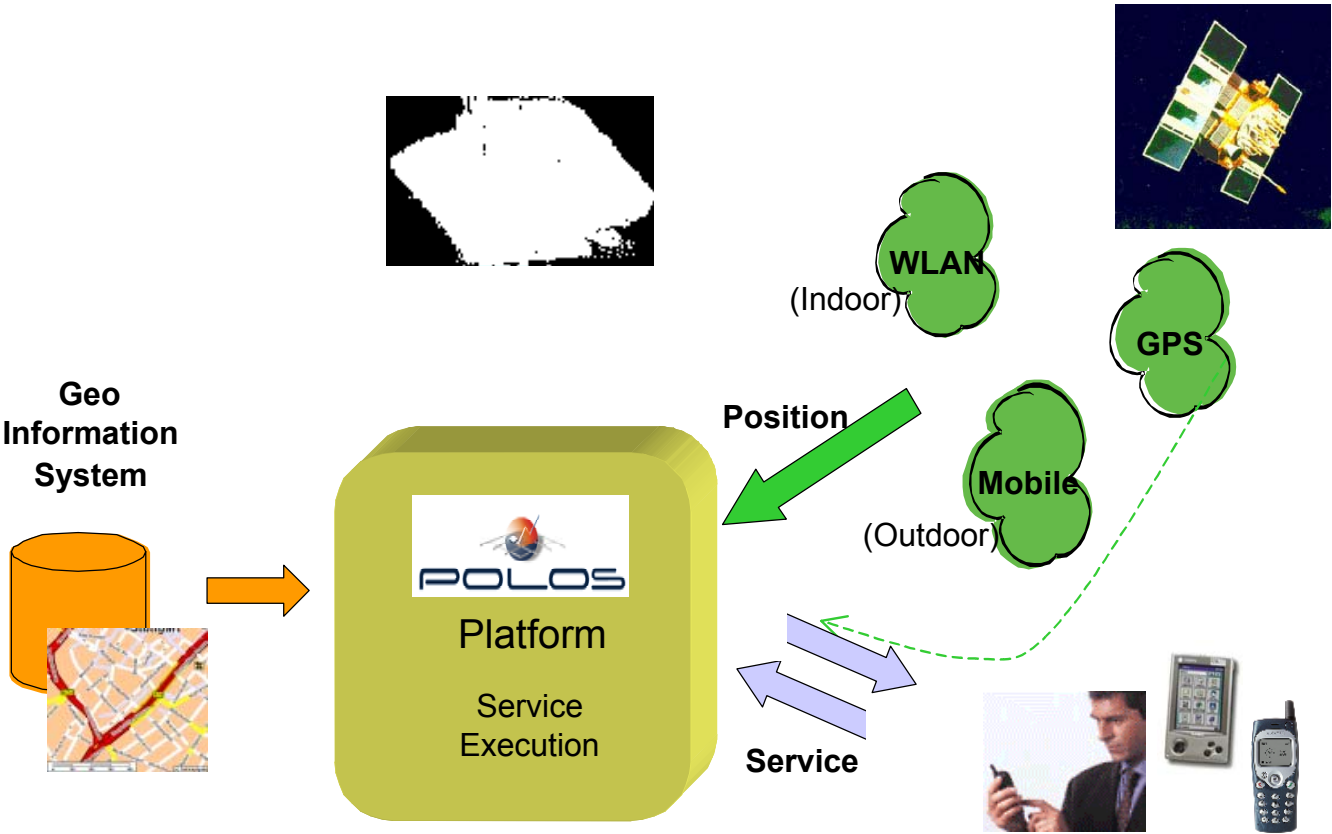 WLAN
(Indoor)
GPS
Geo
Information
System
Position
Mobile
(Outdoor)
POLOS
Platform
Service
Execution
Service